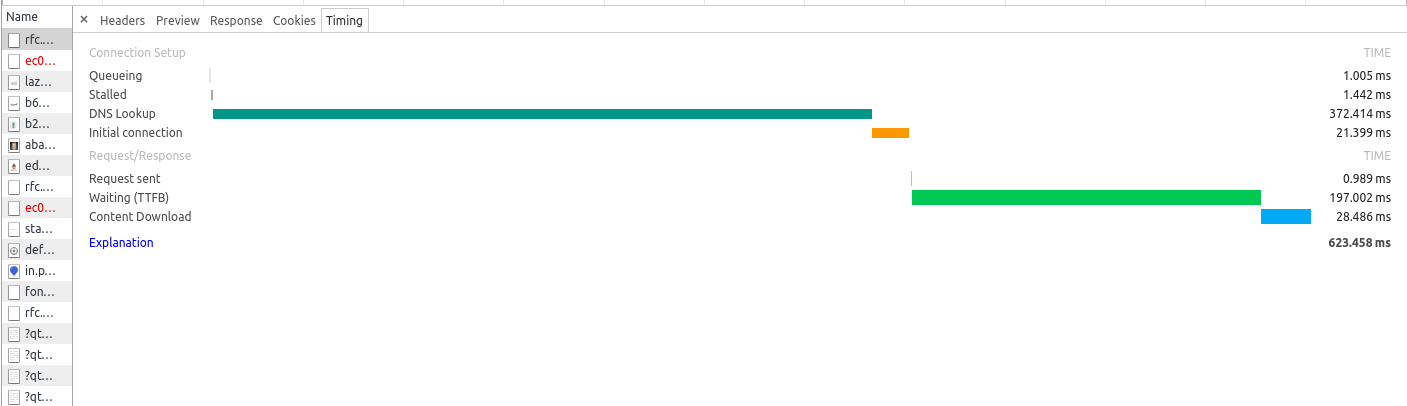 Name
× Headers Preview Response Cookies Timing
rfc....
ec0...
laz...
b6...
b2...
aba...
ed...
rfc....
ec0...
sta...
def...
in.p...
fon...
rfc....
?qt...
?qt...
?qt...
?qt...
Connection Setup TIME
Queueing 1.005 ms
Stalled 1.442 ms
DNS Lookup 372.414 ms
Initial connection 21.399 ms
Request/Response TIME
Request sent 0.989 ms
Waiting (TTFB) 197.002 ms
Content Download 28.486 ms
Explanation 623.458 ms